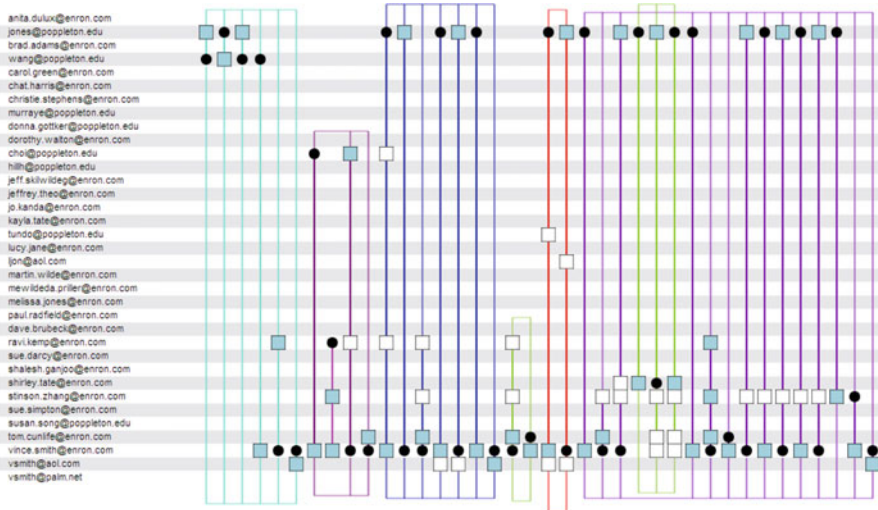 anita.dulux@enron.com
jones@poppleton.edu
brad.adams@enron.com
wang@poppleton.edu
carol.green@enron.com
chat.harris@enron.com
christie.stephens@enron.com
murraye@poppleton.edu
donna.gottker@poppleton.edu
dorothy.walton@enron.com
choi@poppleton.edu
hillh@poppleton.edu
jeff.skilwildeg@enron.com
jeffrey.theo@enron.com
jo.kanda@enron.com
kayla.tate@enron.com
tundo@poppleton.edu
lucy.jane@enron.com
ljon@aol.com
martin.wilde@enron.com
mewildeda.priller@enron.com
melissa.jones@enron.com
paul.radfield@enron.com
dave.brubeck@enron.com
ravi.kemp@enron.com
sue.darcy@enron.com
shalesh.ganjoo@enron.com
shirley.tate@enron.com
stinson.zhang@enron.com
sue.simpton@enron.com
susan.song@poppleton.edu
tom.cunlife@enron.com
vince.smith@enron.com
vsmith@aol.com
vsmith@palm.net